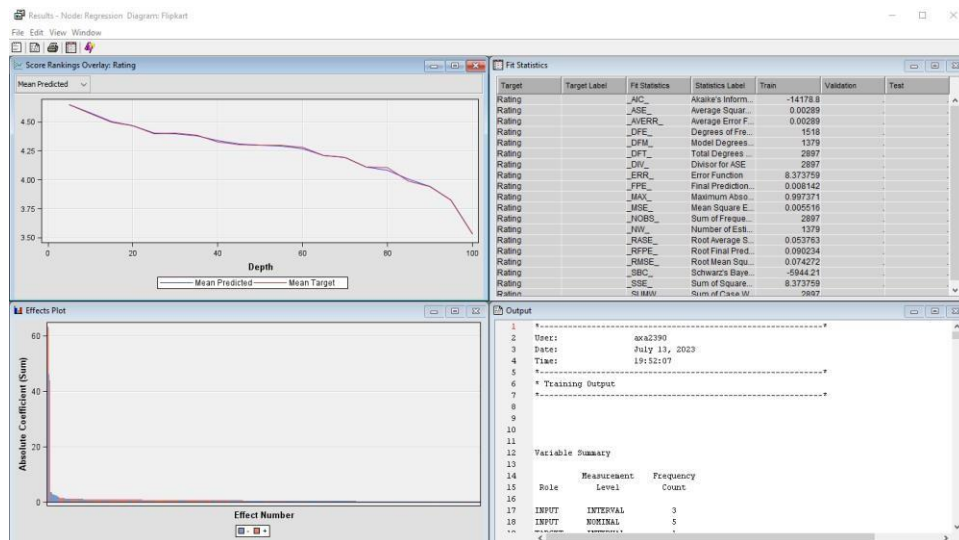 Results - Node: Regression Diagram: Flipkart
File Edit View Window
Score Rankings Overlay: Rating
Mean Predicted
4.50
4.25
4.00
3.75
3.50
0 20 40 60 80 100
Depth
Mean Predicted Mean Target
Fit Statistics
Target Target Label Fit Statistics Statistics Label Train Validation Test
Rating _AIC_ Akaike's Inform... -14178.8
Rating _ASE_ Average Squar... 0.00289
Rating _AVERR_ Average Error F... 0.00289
Rating _DFE_ Degrees of Fre... 1518
Rating _DFM_ Model Degrees... 1379
Rating _DFT_ Total Degrees ... 2897
Rating _DIV_ Divisor for ASE 2897
Rating _ERR_ Error Function 8.373759
Rating _FPE_ Final Prediction... 0.008142
Rating _MAX_ Maximum Abso... 0.997371
Rating _MSE_ Mean Square E... 0.005516
Rating _NOBS_ Sum of Freque... 2897
Rating _NW_ Number of Esti... 1379
Rating _RASE_ Root Average S... 0.053763
Rating _RFPE_ Root Final Pred... 0.090234
Rating _RMSE_ Root Mean Squ... 0.074272
Rating _SBC_ Schwarz's Baye... -5944.21
Rating _SSE_ Sum of Square... 8.373759
Rating _SUMW_ Sum of Case W... 2897
Effects Plot
Absolute Coefficient (Sum)
60
40
20
0
Effect Number
- +
Output
1 *------------------------------------------------------------*
2 User: axa2390
3 Date: July 13, 2023
4 Time: 19:52:07
5 *------------------------------------------------------------*
6 * Training Output
7 *------------------------------------------------------------*
8
9
10
11
12 Variable Summary
13
14 Measurement Frequency
15 Role Level Count
16
17 INPUT INTERVAL 3
18 INPUT NOMINAL 5
19 TARGET INTERVAL 1